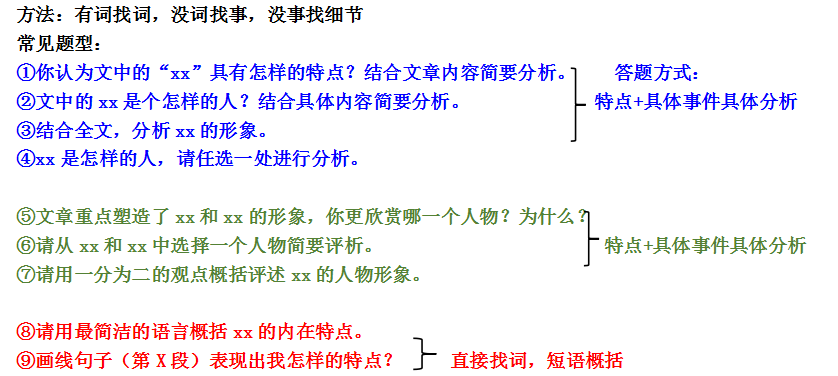 方法：有词找词，没词找事，没事找细节
常见题型：
①你认为文中的“xx”具有怎样的特点？结合文章内容简要分析。 答题方式：
②文中的 xx 是个怎样的人？结合具体内容简要分析。 特点+具体事件具体分析
③结合全文，分析 xx 的形象。
④xx 是怎样的人，请任选一处进行分析。
⑤文章重点塑造了 xx 和 xx 的形象，你更欣赏哪一个人物？为什么？
⑥请从 xx 和 xx 中选择一个人物简要评析。 特点+具体事件具体分析
⑦请用一分为二的观点概括评述 xx 的人物形象。
⑧请用最简洁的语言概括 xx 的内在特点。
⑨画线句子（第 X 段）表现出我怎样的特点？ 直接找词，短语概括